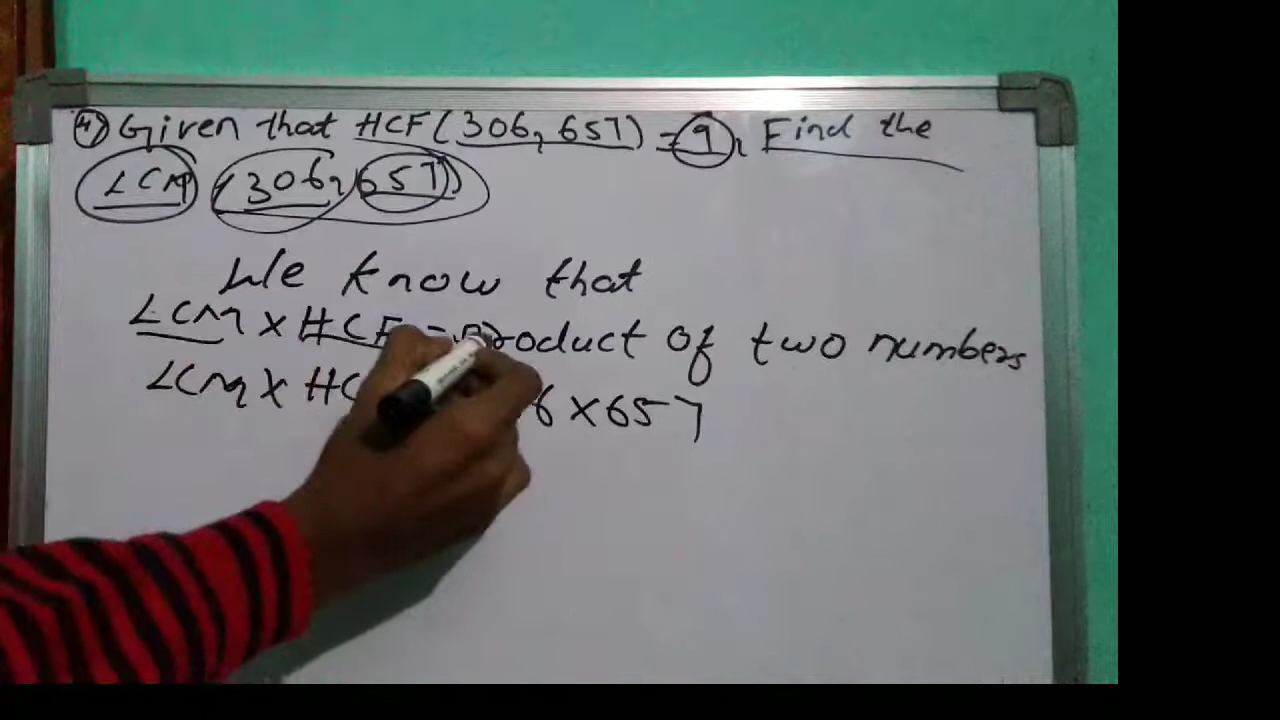 4) Given that HCF(306, 657) = 9. Find the
LCM (306, 657)
We know that
LCM X HCF = Product of two numbers
LCM X HC 6 X 657